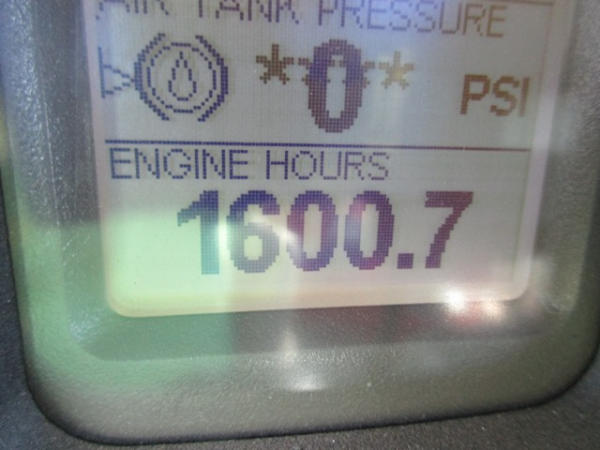 AIR TANK PRESSURE
*0* PSI
ENGINE HOURS
1600.7